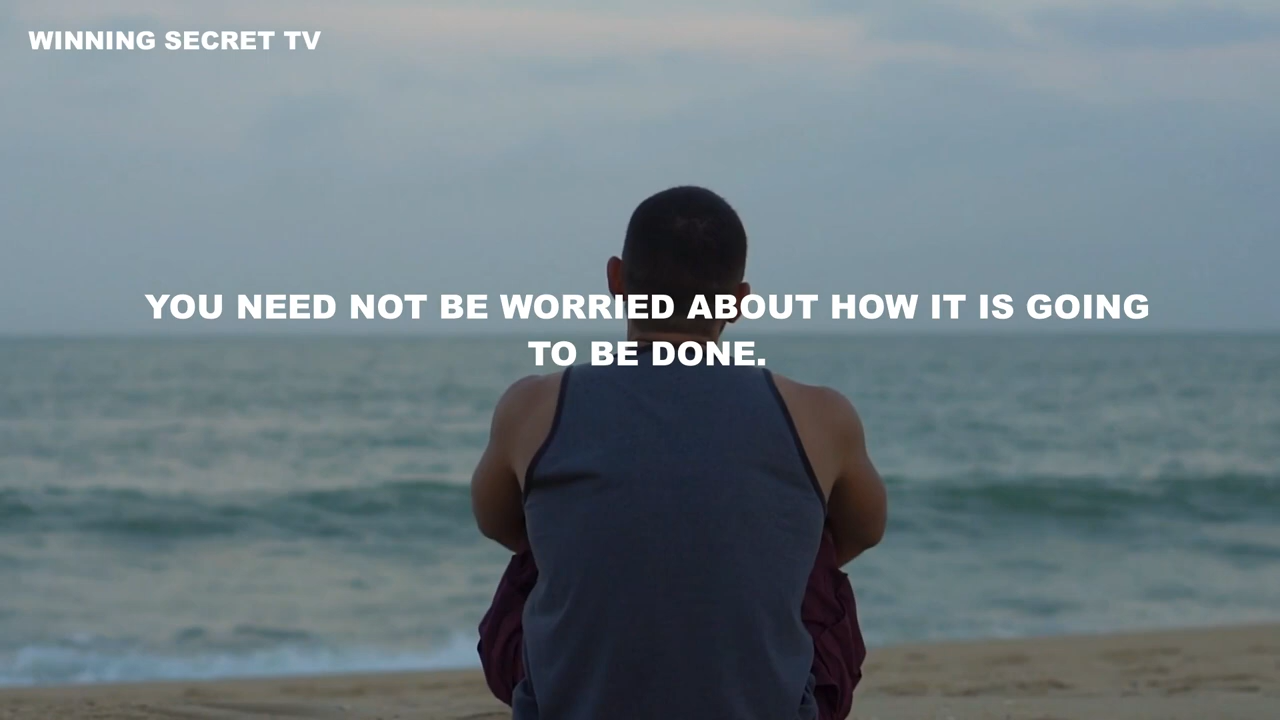 WINNING SECRET TV
YOU NEED NOT BE WORRIED ABOUT HOW IT IS GOING
TO BE DONE.